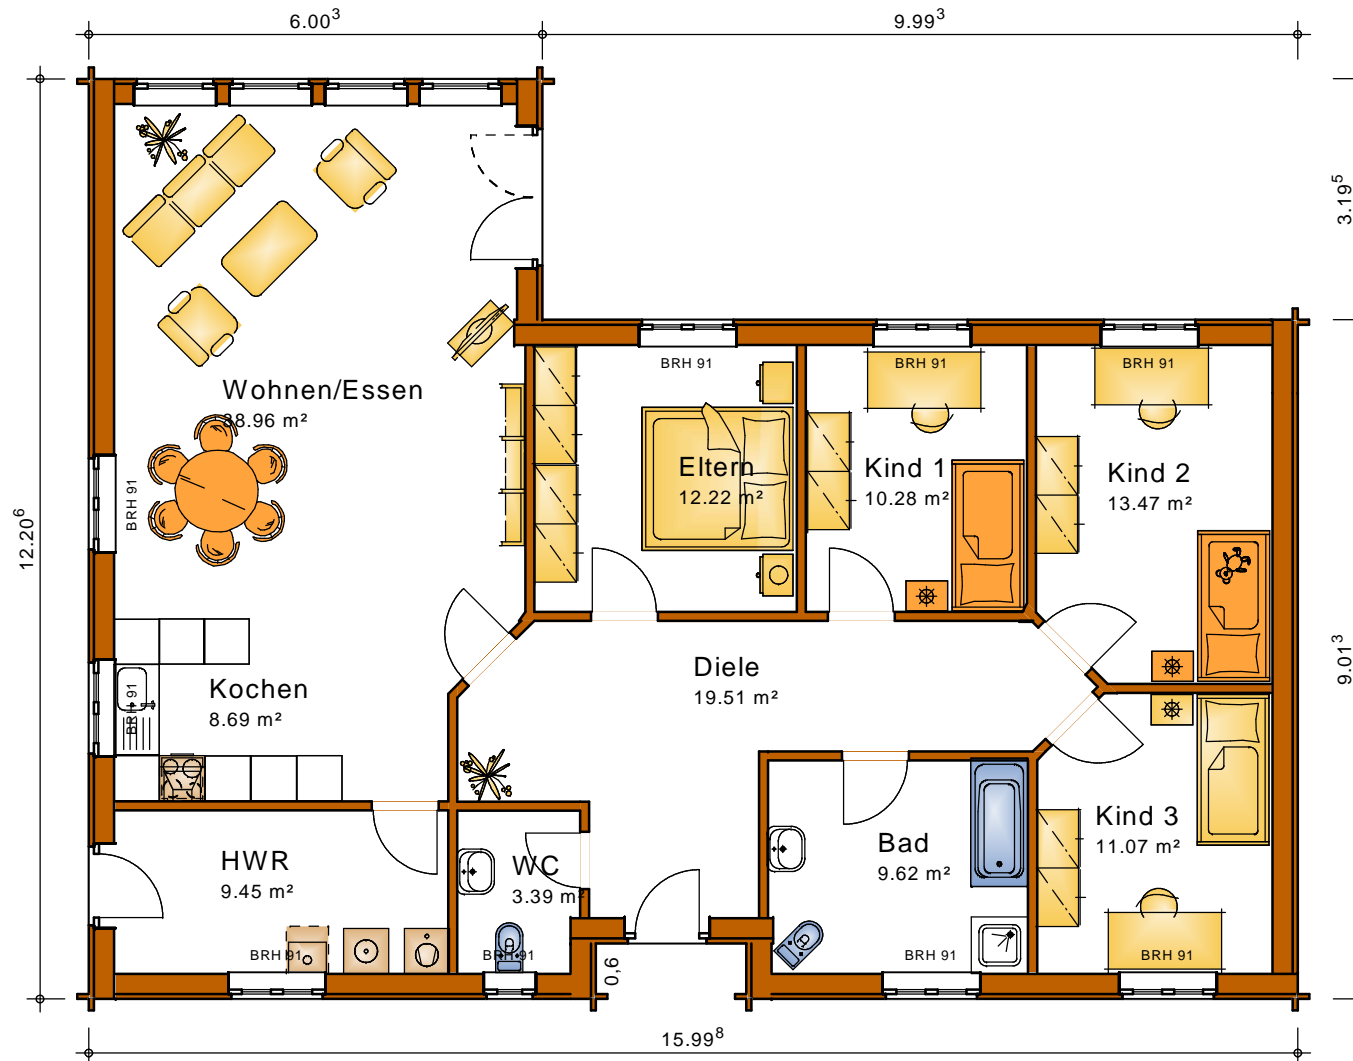 6.00³
9.99³
3.19⁵
BRH 91
BRH 91
BRH 91
Wohnen/Essen
38.96 m²
Eltern
12.22 m²
Kind 1
10.28 m²
Kind 2
13.47 m²
BRH 91
12.20⁶
Diele
19.51 m²
Kochen
8.69 m²
BRH 91
9.01³
Kind 3
11.07 m²
HWR
9.45 m²
WC
3.39 m²
Bad
9.62 m²
BRH 91
BRH 91
BRH 91
BRH 91
0,6
15.99⁸